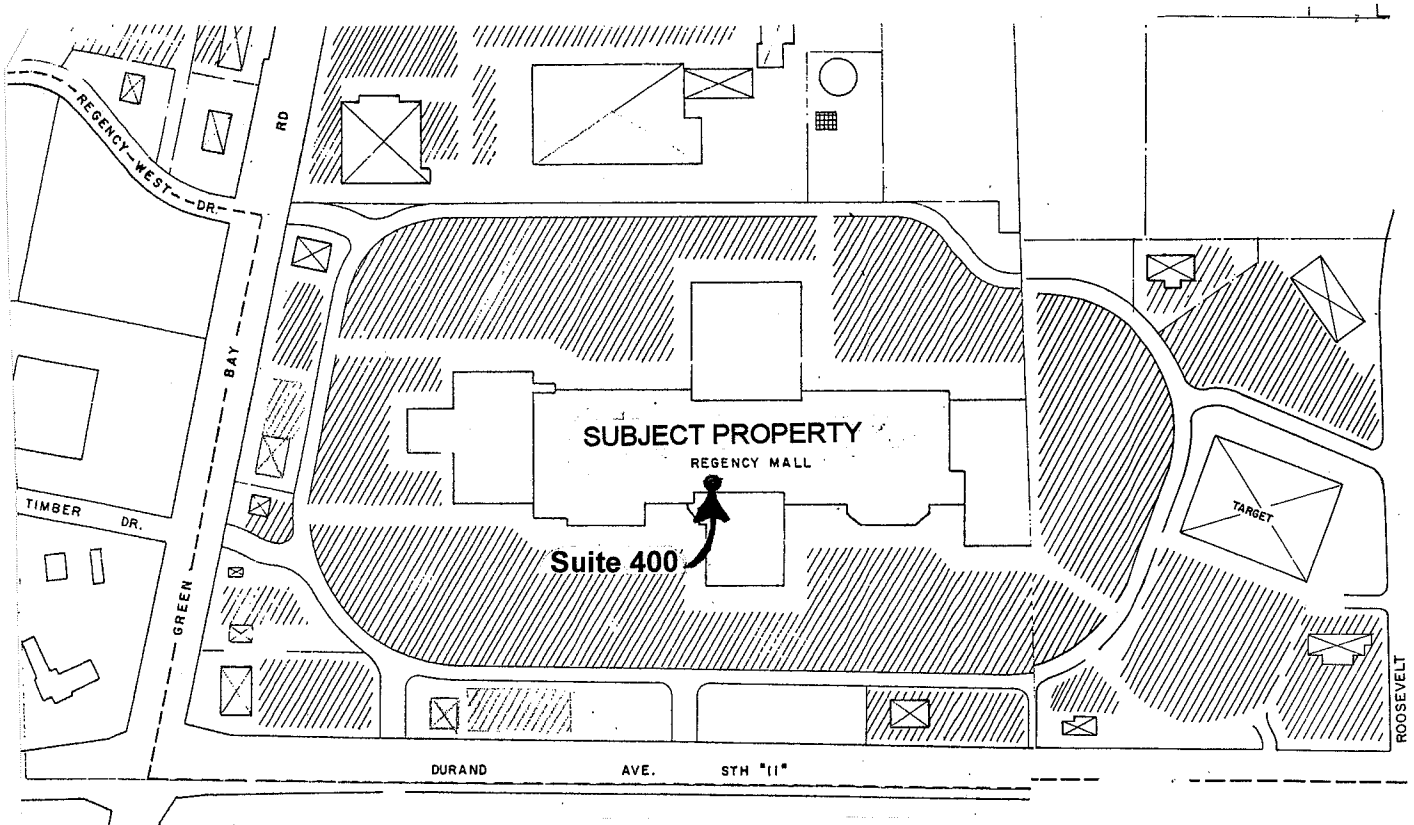 RD
REGENCY WEST DR.
BAY
SUBJECT PROPERTY
REGENCY MALL
TIMBER DR.
TARGET
Suite 400
GREEN
ROOSEVELT
DURAND AVE. STH "11"